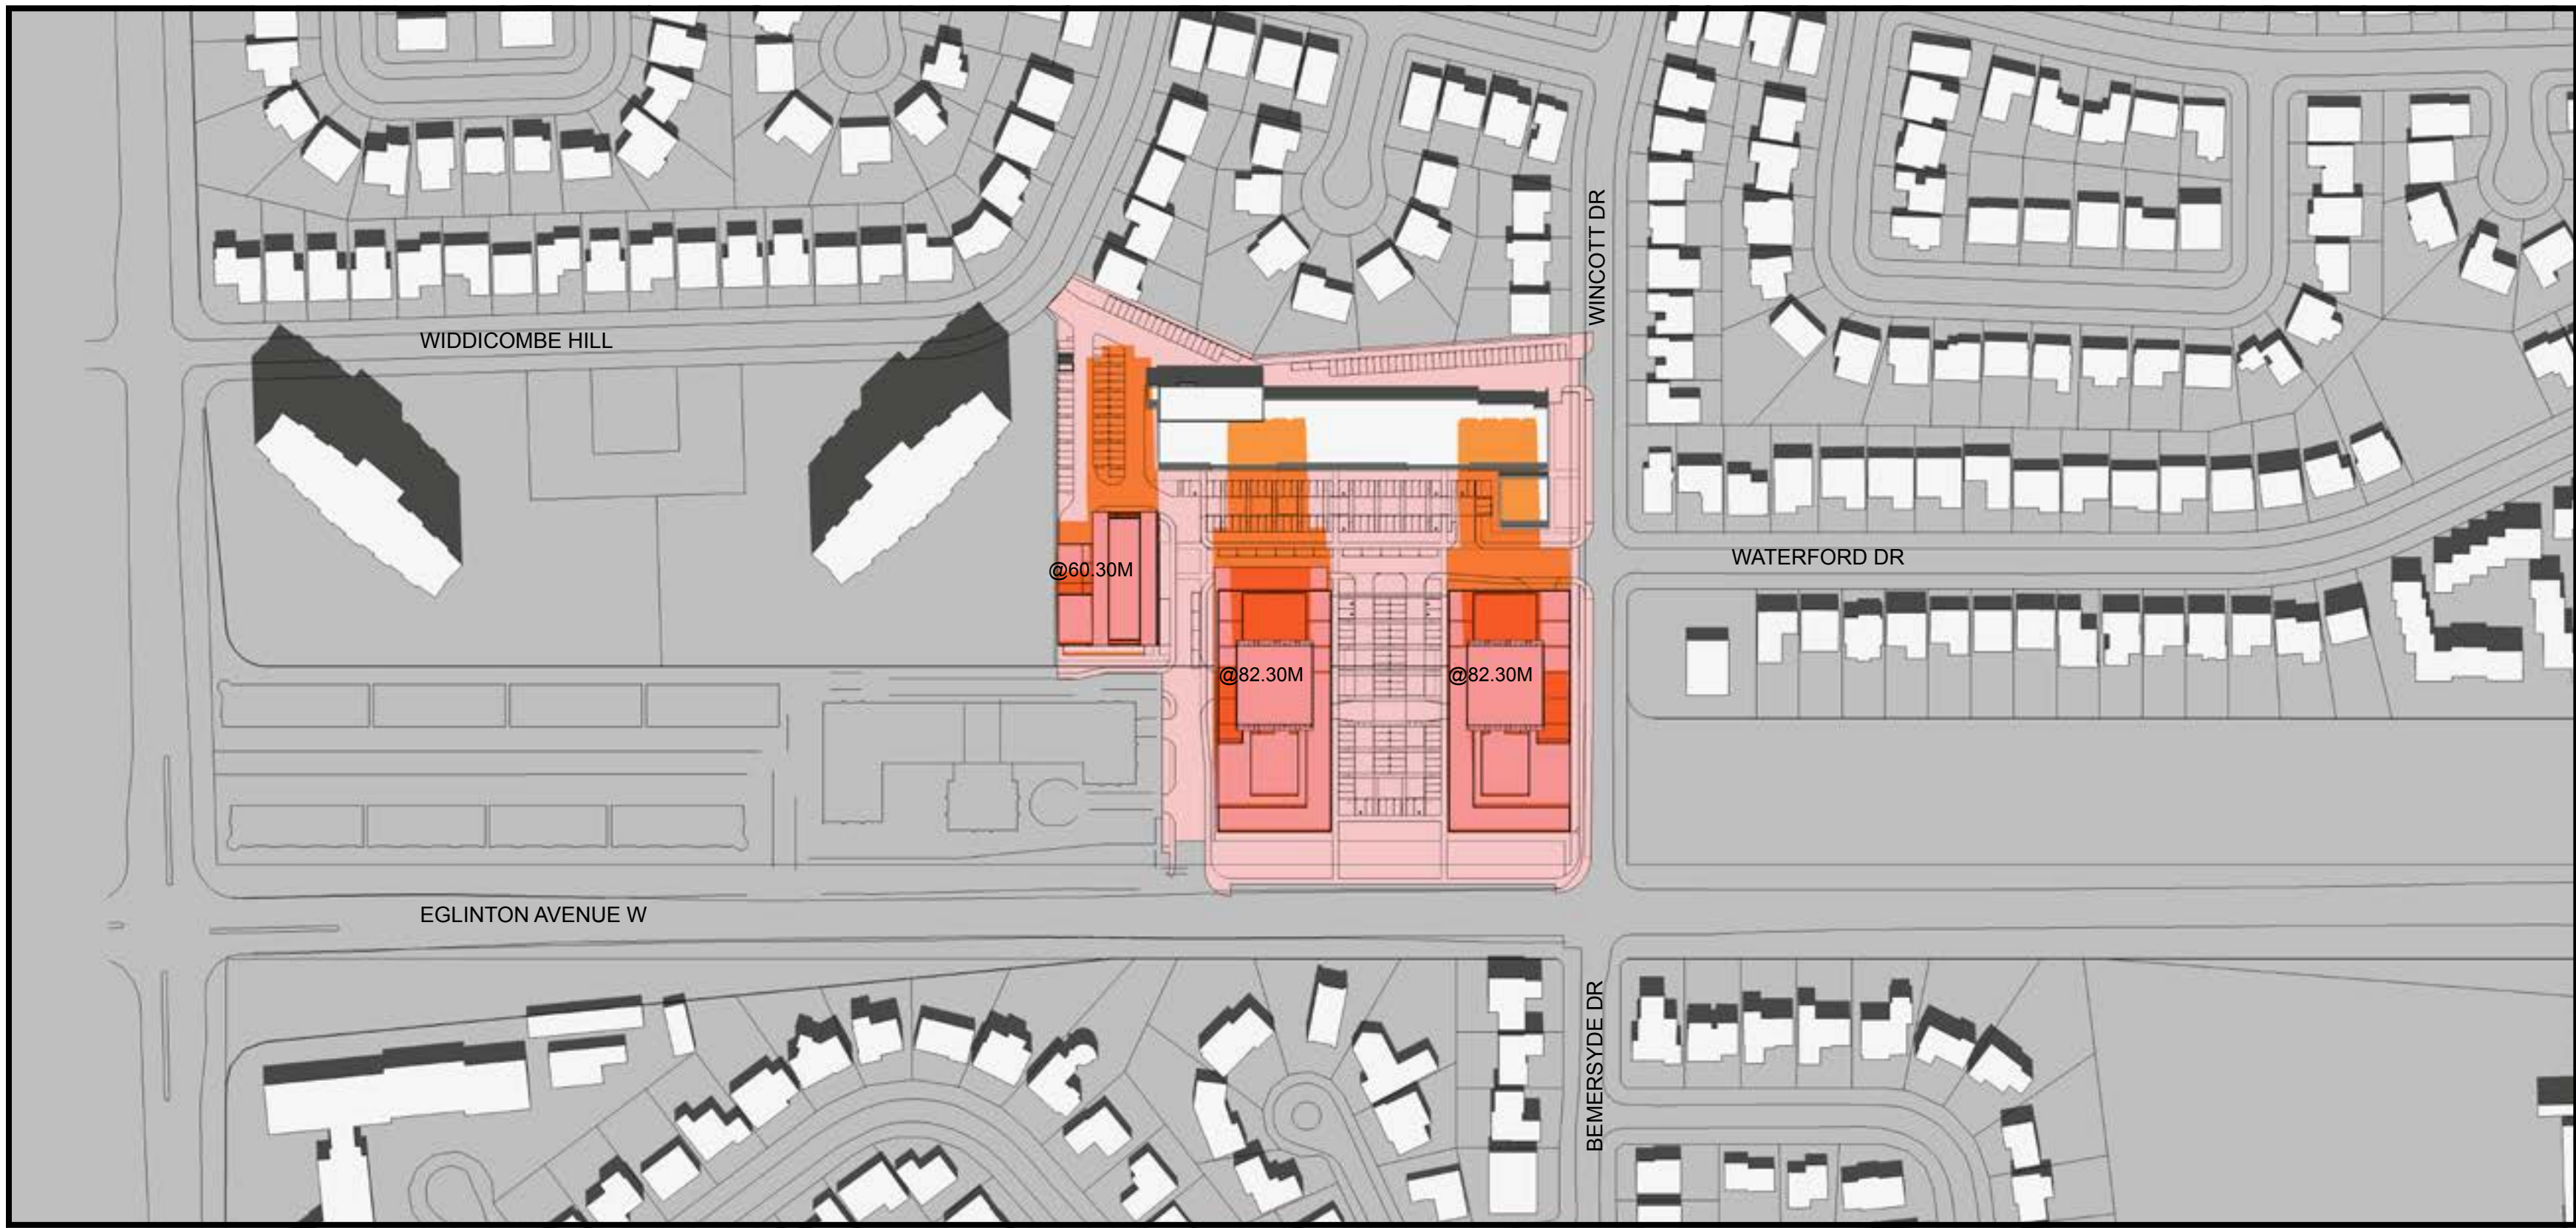 WINCOTT DR
WIDDICOMBE HILL
WATERFORD DR
@60.30M
@82.30M
@82.30M
EGLINTON AVENUE W
BEMERSYDE DR